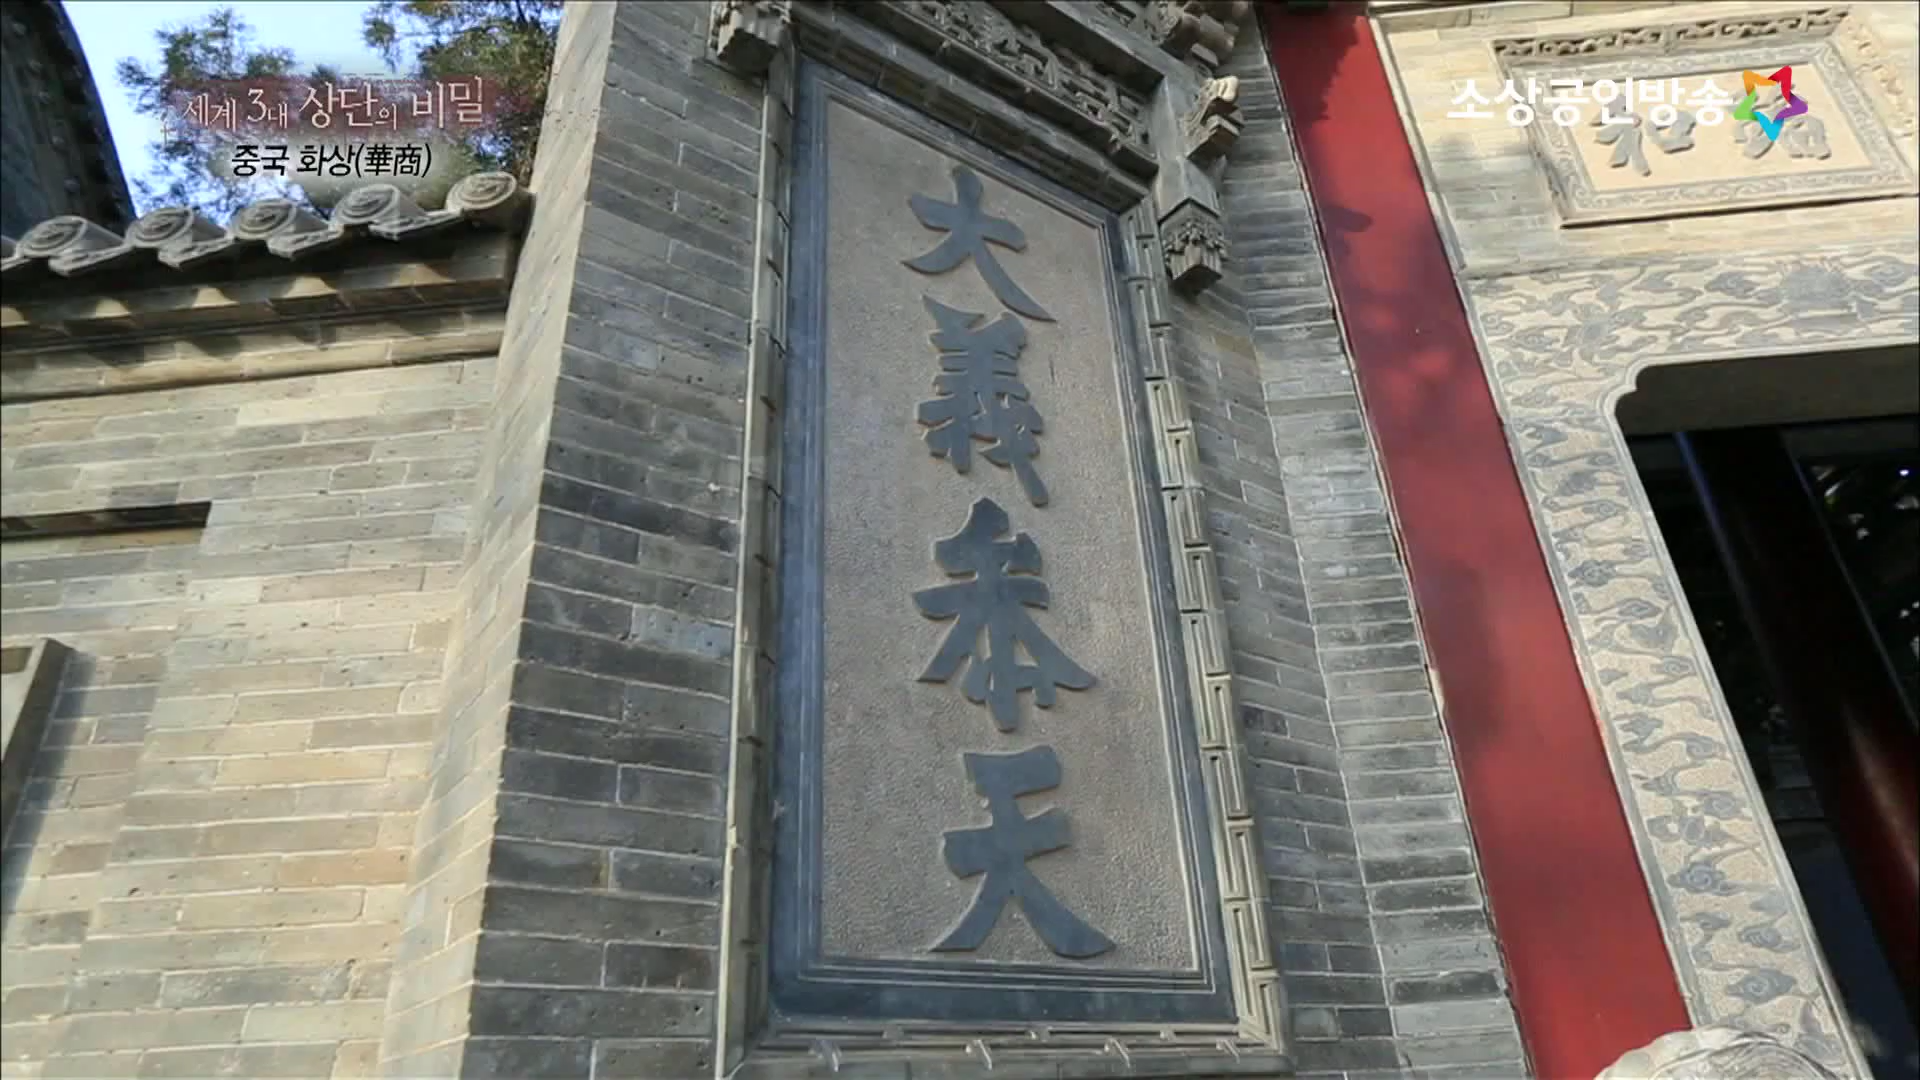 세계 3대 상단의 비밀
중국 화상(華商)
소상공인방송
大義參天
和